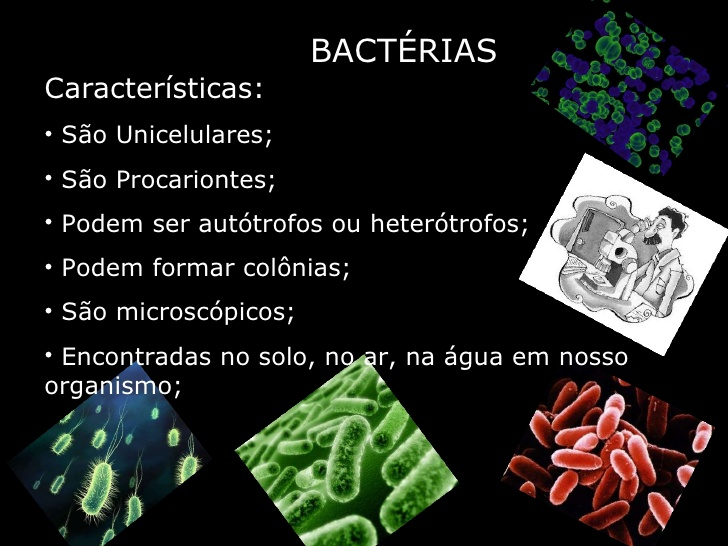 BACTÉRIAS
Características:
• São Unicelulares;
• São Procariontes;
• Podem ser autótrofos ou heterótrofos;
• Podem formar colônias;
• São microscópicos;
• Encontradas no solo, no ar, na água em nosso
organismo;